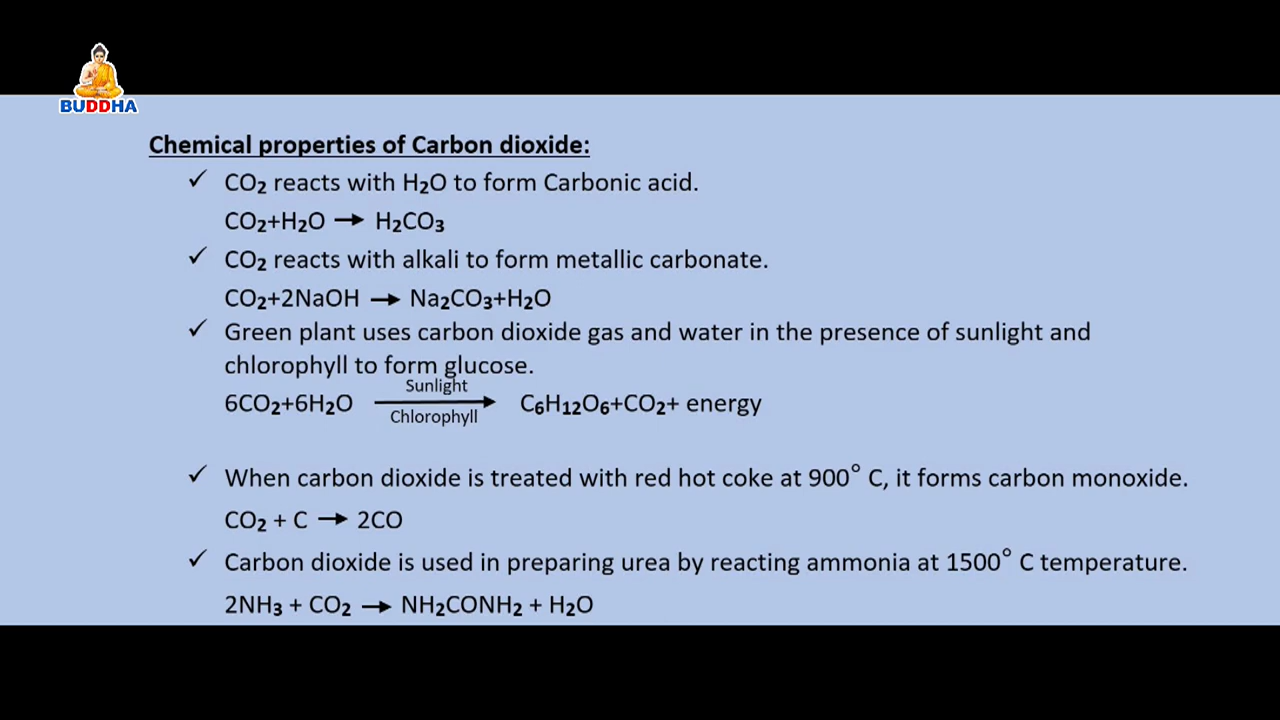 BUDDHA
Chemical properties of Carbon dioxide:
✓ CO₂ reacts with H₂O to form Carbonic acid.
CO₂+H₂O → H₂CO₃
✓ CO₂ reacts with alkali to form metallic carbonate.
CO₂+2NaOH → Na₂CO₃+H₂O
✓ Green plant uses carbon dioxide gas and water in the presence of sunlight and
chlorophyll to form glucose.
Sunlight
6CO₂+6H₂O → C₆H₁₂O₆+CO₂+ energy
Chlorophyll
✓ When carbon dioxide is treated with red hot coke at 900° C, it forms carbon monoxide.
CO₂ + C → 2CO
✓ Carbon dioxide is used in preparing urea by reacting ammonia at 1500° C temperature.
2NH₃ + CO₂ → NH₂CONH₂ + H₂O